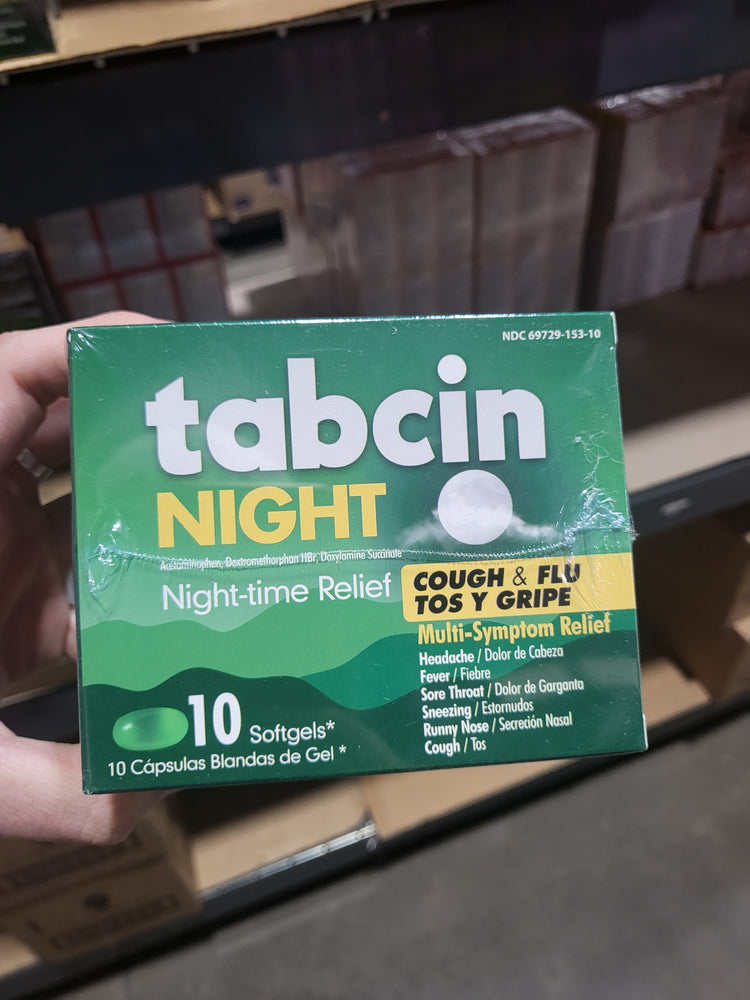 NDC 69729-153-10
tabcin
NIGHT
Acetaminophen, Dextromethorphan HBr, Doxylamine Succinate
Night-time Relief
COUGH & FLU
TOS Y GRIPE
Multi-Symptom Relief
Headache / Dolor de Cabeza
Fever / Fiebre
Sore Throat / Dolor de Garganta
Sneezing / Estornudos
Runny Nose / Secreción Nasal
Cough / Tos
10 Softgels*
10 Cápsulas Blandas de Gel *